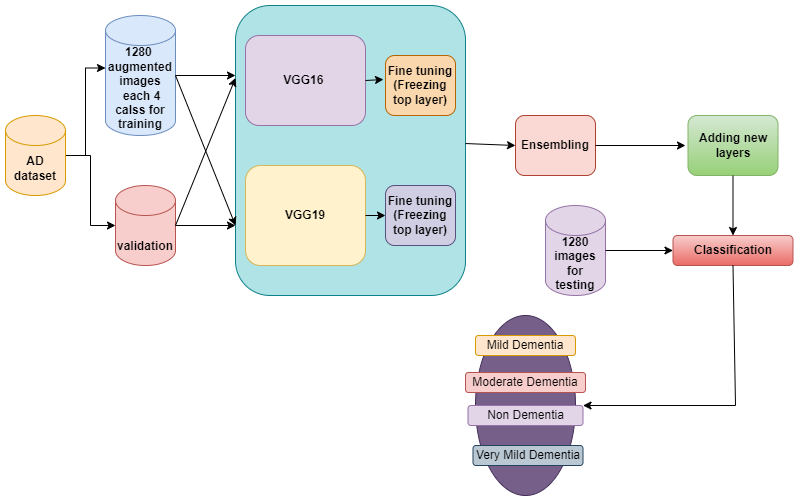 1280
augmented
images
each 4
calss for
training
AD
dataset
validation
VGG16
Fine tuning
(Freezing
top layer)
VGG19
Fine tuning
(Freezing
top layer)
Ensembling
Adding new
layers
1280
images
for
testing
Classification
Mild Dementia
Moderate Dementia
Non Dementia
Very Mild Dementia